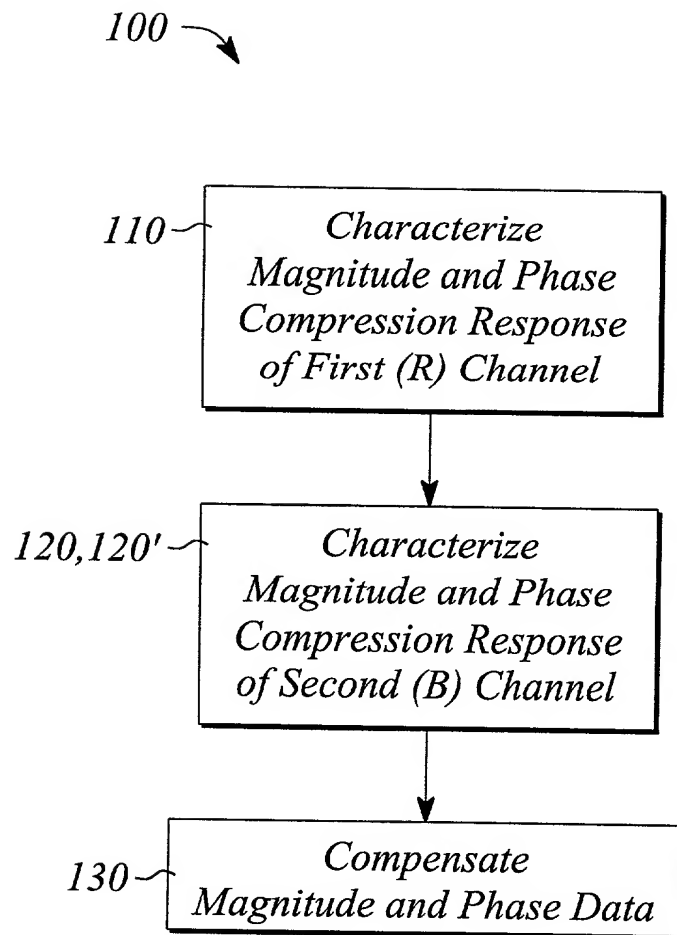 100
110
Characterize
Magnitude and Phase
Compression Response
of First (R) Channel
120,120'
Characterize
Magnitude and Phase
Compression Response
of Second (B) Channel
130
Compensate
Magnitude and Phase Data